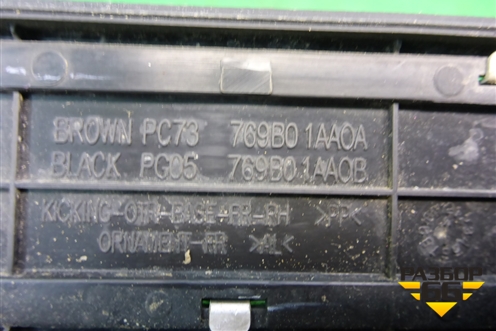 BROWN PC73 769B0 1AA0A
BLACK PG05 769B0 1AA0B
KICKING-OTR-BASE-RR-RH >PP<
ORNAMENT-RR >AL<
РАЗБОР